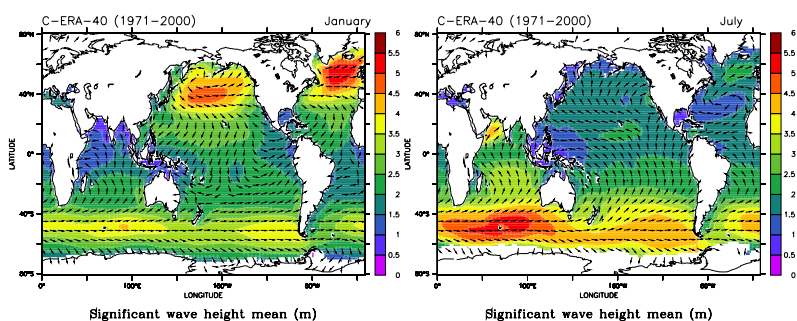 C-ERA-40 (1971-2000) January
80°N
40°N
0°
40°S
80°S
LATITUDE
0° 100°E 160°W 60°W
LONGITUDE
6
5.5
5
4.5
4
3.5
3
2.5
2
1.5
1
0.5
0
Significant wave height mean (m)
C-ERA-40 (1971-2000) July
80°N
40°N
0°
40°S
80°S
LATITUDE
0° 100°E 160°W 60°W
LONGITUDE
6
5.5
5
4.5
4
3.5
3
2.5
2
1.5
1
0.5
0
Significant wave height mean (m)